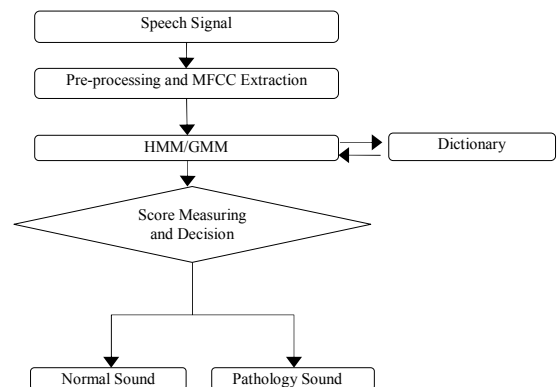 Speech Signal
Pre-processing and MFCC Extraction
HMM/GMM
Dictionary
Score Measuring
and Decision
Normal Sound
Pathology Sound